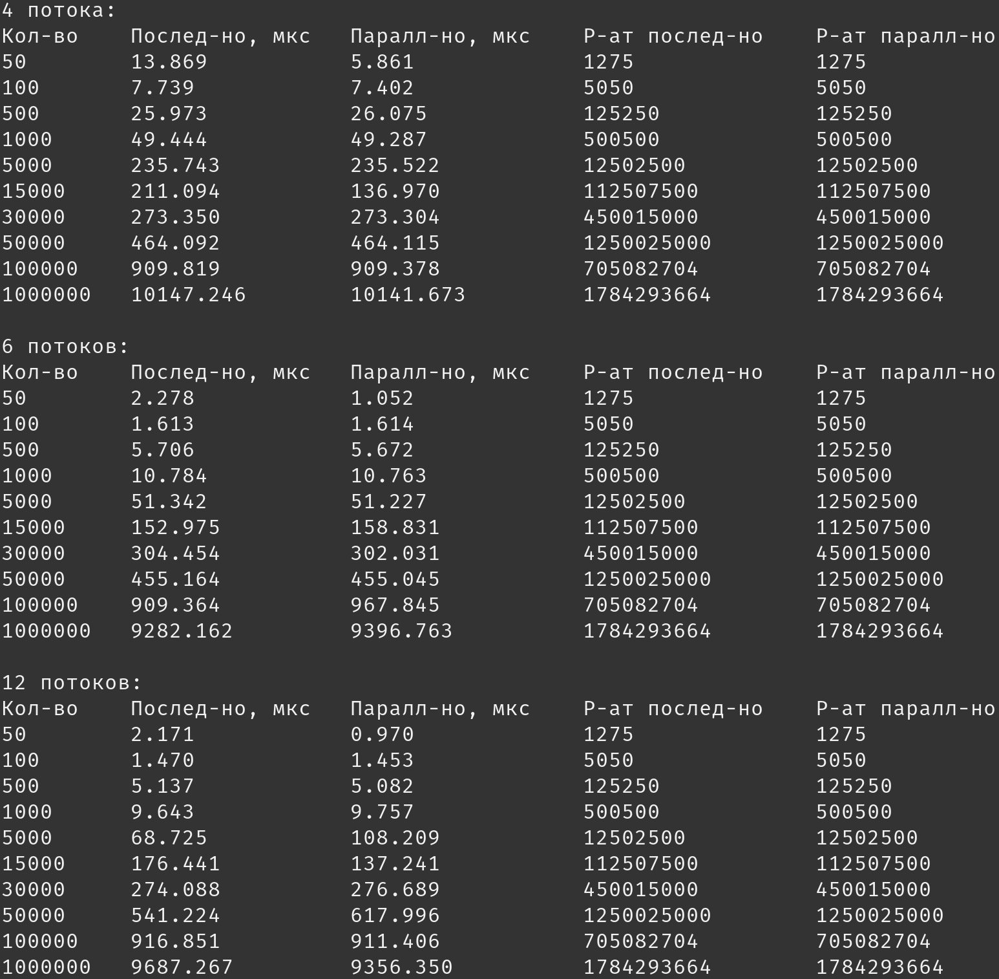 4 потока:
Кол-во Послед-но, мкс Паралл-но, мкс Р-ат послед-но Р-ат паралл-но
50 13.869 5.861 1275 1275
100 7.739 7.402 5050 5050
500 25.973 26.075 125250 125250
1000 49.444 49.287 500500 500500
5000 235.743 235.522 12502500 12502500
15000 211.094 136.970 112507500 112507500
30000 273.350 273.304 450015000 450015000
50000 464.092 464.115 1250025000 1250025000
100000 909.819 909.378 705082704 705082704
1000000 10147.246 10141.673 1784293664 1784293664
6 потоков:
Кол-во Послед-но, мкс Паралл-но, мкс Р-ат послед-но Р-ат паралл-но
50 2.278 1.052 1275 1275
100 1.613 1.614 5050 5050
500 5.706 5.672 125250 125250
1000 10.784 10.763 500500 500500
5000 51.342 51.227 12502500 12502500
15000 152.975 158.831 112507500 112507500
30000 304.454 302.031 450015000 450015000
50000 455.164 455.045 1250025000 1250025000
100000 909.364 967.845 705082704 705082704
1000000 9282.162 9396.763 1784293664 1784293664
12 потоков:
Кол-во Послед-но, мкс Паралл-но, мкс Р-ат послед-но Р-ат паралл-но
50 2.171 0.970 1275 1275
100 1.470 1.453 5050 5050
500 5.137 5.082 125250 125250
1000 9.643 9.757 500500 500500
5000 68.725 108.209 12502500 12502500
15000 176.441 137.241 112507500 112507500
30000 274.088 276.689 450015000 450015000
50000 541.224 617.996 1250025000 1250025000
100000 916.851 911.406 705082704 705082704
1000000 9687.267 9356.350 1784293664 1784293664